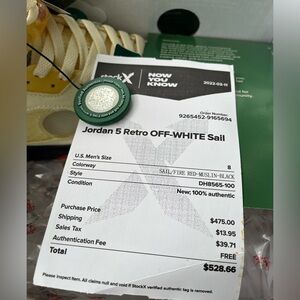 stockX
NOW
YOU
KNOW
2022-02-11
Order Number:
9265452-9165694
Jordan 5 Retro OFF-WHITE Sail
U.S. Men's Size 8
Colorway SAIL/FIRE RED-MUSLIN-BLACK
Style DH8565-100
Condition New; 100% authentic
Purchase Price $475.00
Shipping $13.95
Sales Tax $39.71
Authentication Fee FREE
Total $528.66
Please inspect item. All claims null and void if StockX verified authentic tag is removed.